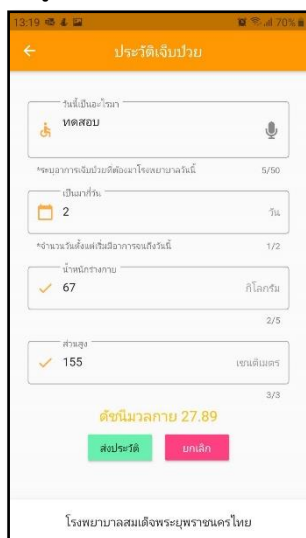 13:19
70%
ประวัติเจ็บป่วย
วันนี้เป็นอะไรมา
ทดสอบ
*ระบุอาการเจ็บป่วยที่ต้องมาโรงพยาบาลวันนี้ 5/50
เป็นมากี่วัน
2 วัน
*จำนวนวันตั้งแต่เริ่มมีอาการจนถึงวันนี้ 1/2
น้ำหนักร่างกาย
67 กิโลกรัม
2/5
ส่วนสูง
155 เซนติเมตร
3/3
ดัชนีมวลกาย 27.89
ส่งประวัติ ยกเลิก
โรงพยาบาลสมเด็จพระยุพราชนครไทย